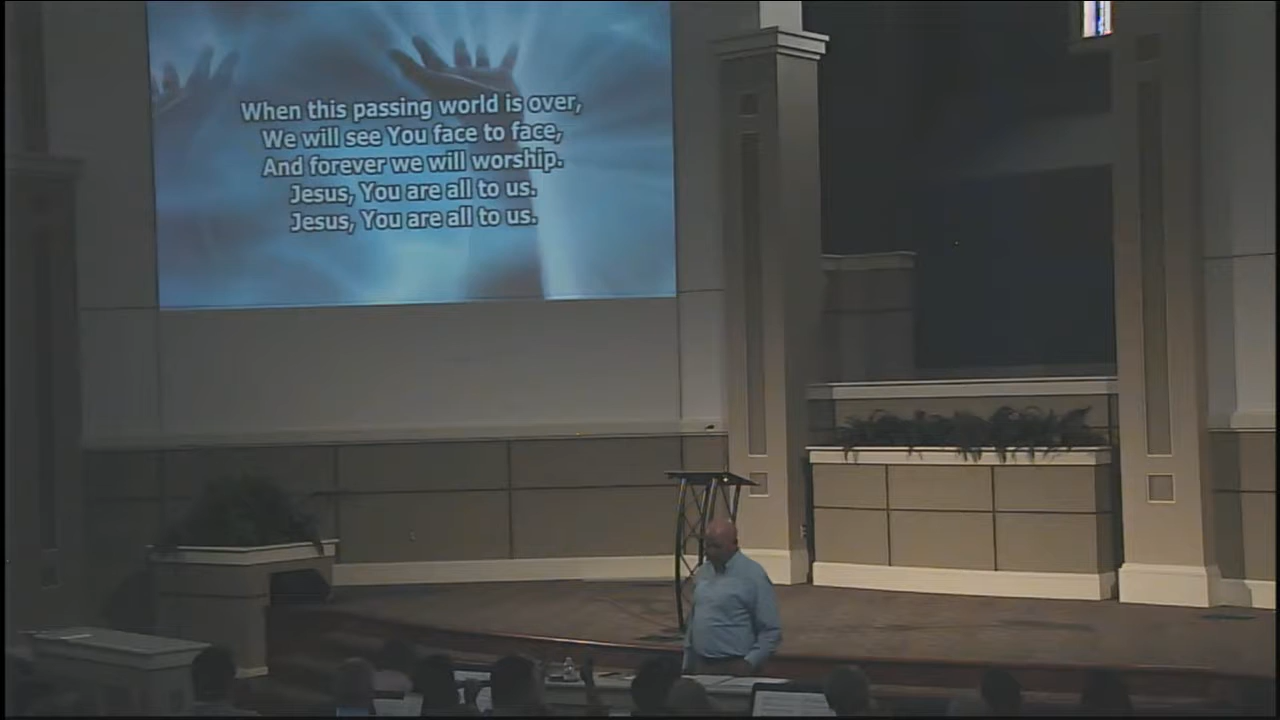 When this passing world is over,
We will see You face to face,
And forever we will worship.
Jesus, You are all to us.
Jesus, You are all to us.